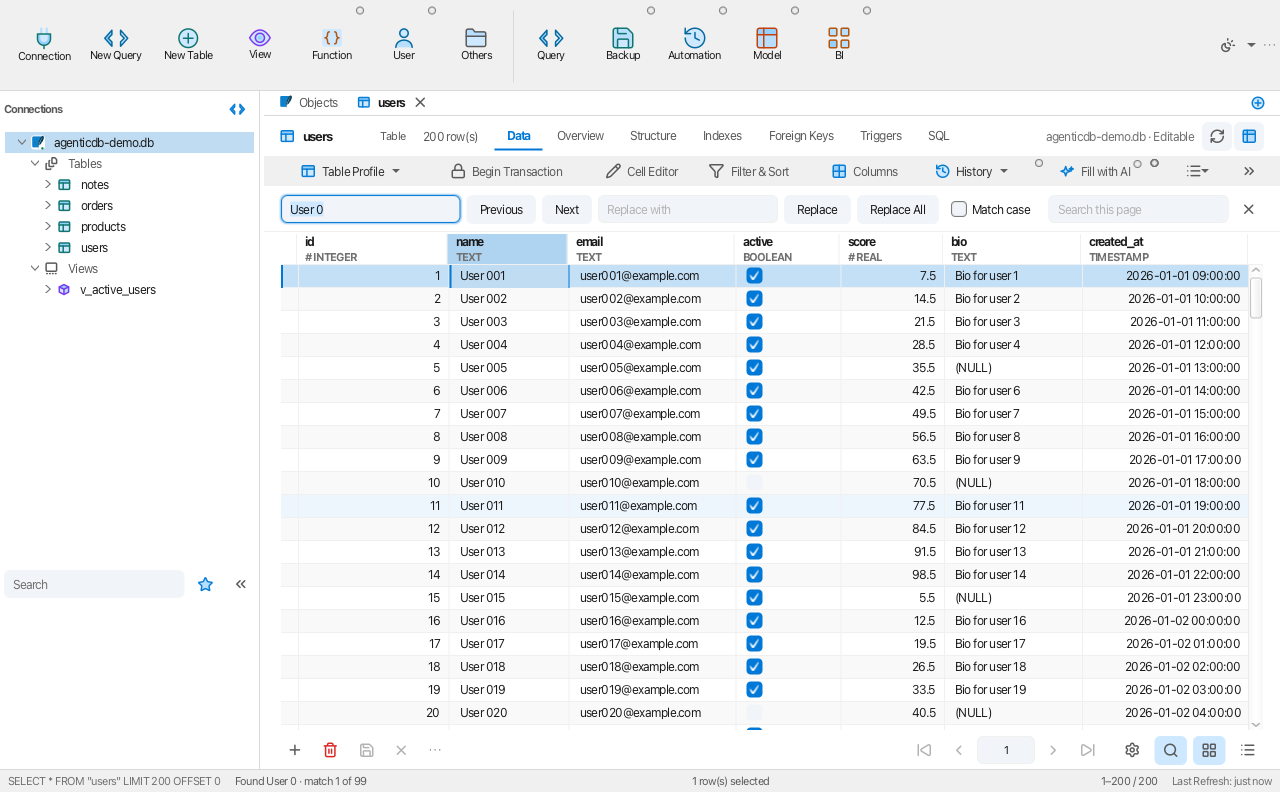 Connection
New Query
New Table
View
Function
User
Others
Query
Backup
Automation
Model
BI
Connections
agenticdb-demo.db
Tables
notes
orders
products
users
Views
v_active_users
Search
Objects
users
users
Table
200 row(s)
Data
Overview
Structure
Indexes
Foreign Keys
Triggers
SQL
agenticdb-demo.db · Editable
Table Profile
Begin Transaction
Cell Editor
Filter & Sort
Columns
History
Fill with AI
User 0
Previous
Next
Replace with
Replace
Replace All
Match case
Search this page
id name email active score bio created_at
# INTEGER TEXT TEXT BOOLEAN # REAL TEXT TIMESTAMP
1 User 001 user001@example.com 7.5 Bio for user 1 2026-01-01 09:00:00
2 User 002 user002@example.com 14.5 Bio for user 2 2026-01-01 10:00:00
3 User 003 user003@example.com 21.5 Bio for user 3 2026-01-01 11:00:00
4 User 004 user004@example.com 28.5 Bio for user 4 2026-01-01 12:00:00
5 User 005 user005@example.com 35.5 (NULL) 2026-01-01 13:00:00
6 User 006 user006@example.com 42.5 Bio for user 6 2026-01-01 14:00:00
7 User 007 user007@example.com 49.5 Bio for user 7 2026-01-01 15:00:00
8 User 008 user008@example.com 56.5 Bio for user 8 2026-01-01 16:00:00
9 User 009 user009@example.com 63.5 Bio for user 9 2026-01-01 17:00:00
10 User 010 user010@example.com 70.5 (NULL) 2026-01-01 18:00:00
11 User 011 user011@example.com 77.5 Bio for user 11 2026-01-01 19:00:00
12 User 012 user012@example.com 84.5 Bio for user 12 2026-01-01 20:00:00
13 User 013 user013@example.com 91.5 Bio for user 13 2026-01-01 21:00:00
14 User 014 user014@example.com 98.5 Bio for user 14 2026-01-01 22:00:00
15 User 015 user015@example.com 5.5 (NULL) 2026-01-01 23:00:00
16 User 016 user016@example.com 12.5 Bio for user 16 2026-01-02 00:00:00
17 User 017 user017@example.com 19.5 Bio for user 17 2026-01-02 01:00:00
18 User 018 user018@example.com 26.5 Bio for user 18 2026-01-02 02:00:00
19 User 019 user019@example.com 33.5 Bio for user 19 2026-01-02 03:00:00
20 User 020 user020@example.com 40.5 (NULL) 2026-01-02 04:00:00
1
SELECT * FROM "users" LIMIT 200 OFFSET 0
Found User 0 · match 1 of 99
1 row(s) selected
1–200 / 200
Last Refresh: just now